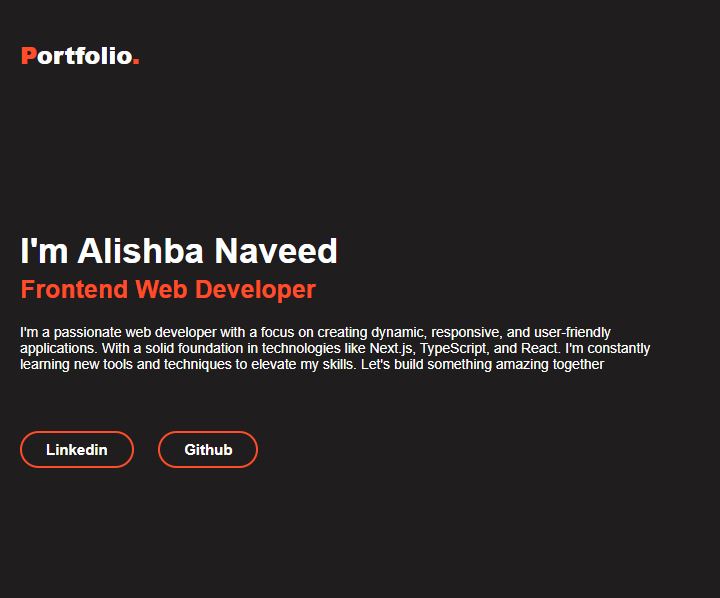 Portfolio.
I'm Alishba Naveed
Frontend Web Developer
I'm a passionate web developer with a focus on creating dynamic, responsive, and user-friendly
applications. With a solid foundation in technologies like Next.js, TypeScript, and React. I'm constantly
learning new tools and techniques to elevate my skills. Let's build something amazing together
Linkedin Github